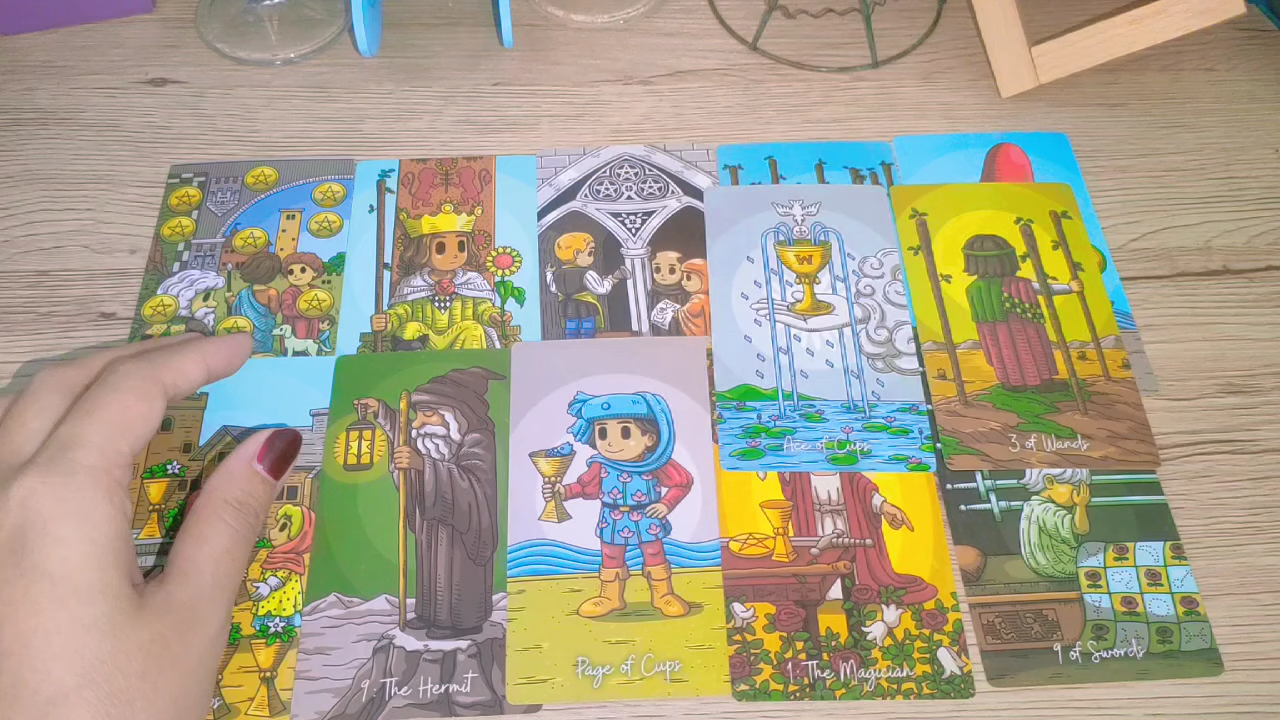 W
Ace of Cups
3 of Wands
9 of Swords
Page of Cups
1: The Magician
9: The Hermit